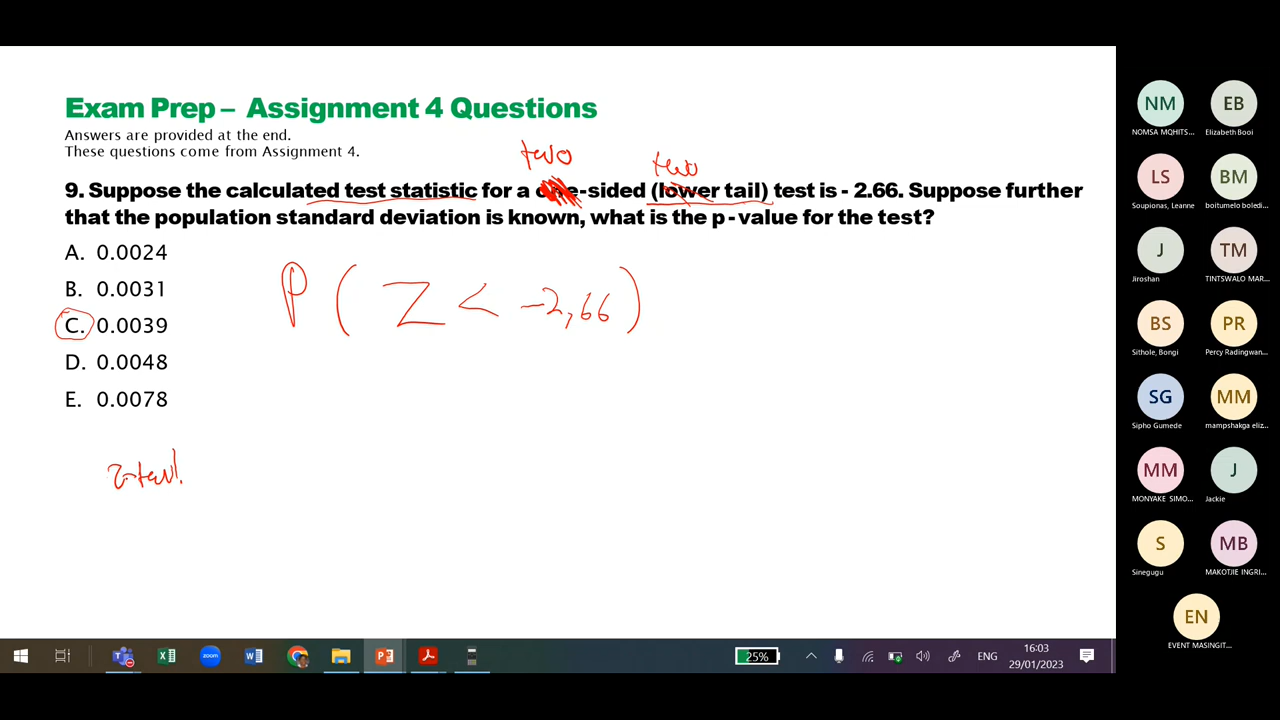 Exam Prep – Assignment 4 Questions
Answers are provided at the end.
These questions come from Assignment 4.
two two
9. Suppose the calculated test statistic for a one-sided (lower tail) test is - 2.66. Suppose further
that the population standard deviation is known, what is the p - value for the test?
A. 0.0024
B. 0.0031
C. 0.0039
D. 0.0048
E. 0.0078
P ( Z < -2,66 )
z-test
NM EB
NOMSA MQHITS... Elizabeth Booi
LS BM
Soupionas, Leanne boitumelo boledi...
J TM
Jiroshan TINTSWALO MAR...
BS PR
Sithole, Bongi Percy Radingwan...
SG MM
Sipho Gumede mampshakga eliz...
MM J
MONYAKE SIMO... Jackie
S MB
Sinegugu MAKOTJIE INGRI...
EN
EVENT MASINGIT...
zoom
25%
ENG
16:03
29/01/2023